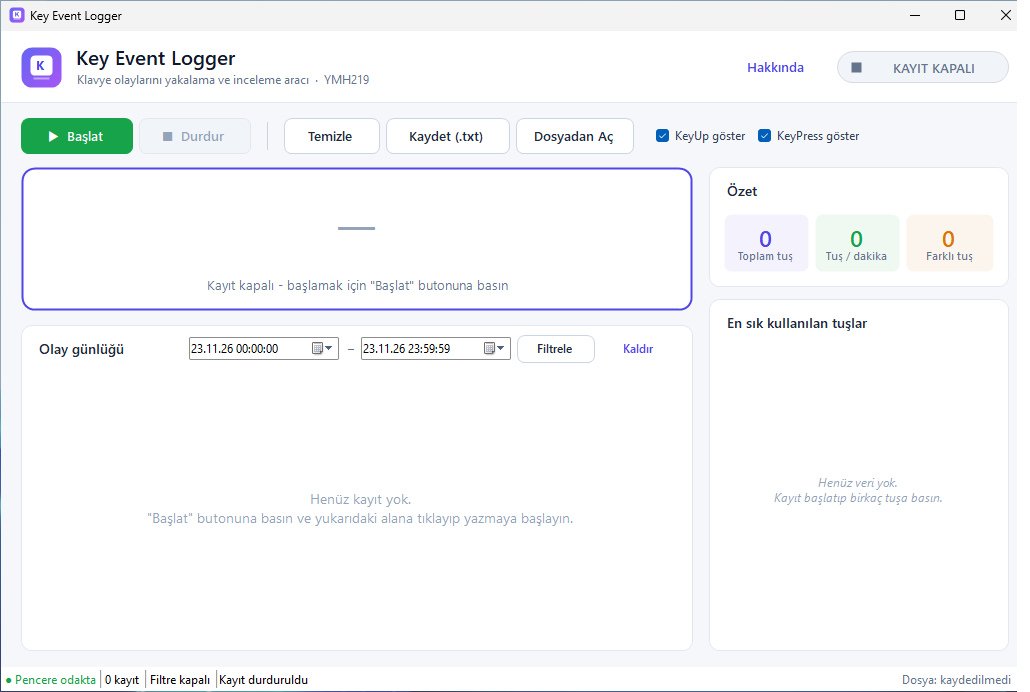 Key Event Logger
K
Key Event Logger
Klavye olaylarını yakalama ve inceleme aracı · YMH219
Hakkında
KAYIT KAPALI
Başlat
Durdur
Temizle
Kaydet (.txt)
Dosyadan Aç
KeyUp göster
KeyPress göster
Kayıt kapalı - başlamak için "Başlat" butonuna basın
Özet
0
Toplam tuş
0
Tuş / dakika
0
Farklı tuş
Olay günlüğü
23.11.26 00:00:00
–
23.11.26 23:59:59
Filtrele
Kaldır
Henüz kayıt yok.
"Başlat" butonuna basın ve yukarıdaki alana tıklayıp yazmaya başlayın.
En sık kullanılan tuşlar
Henüz veri yok.
Kayıt başlatıp birkaç tuşa basın.
Pencere odakta
0 kayıt
Filtre kapalı
Kayıt durduruldu
Dosya: kaydedilmedi